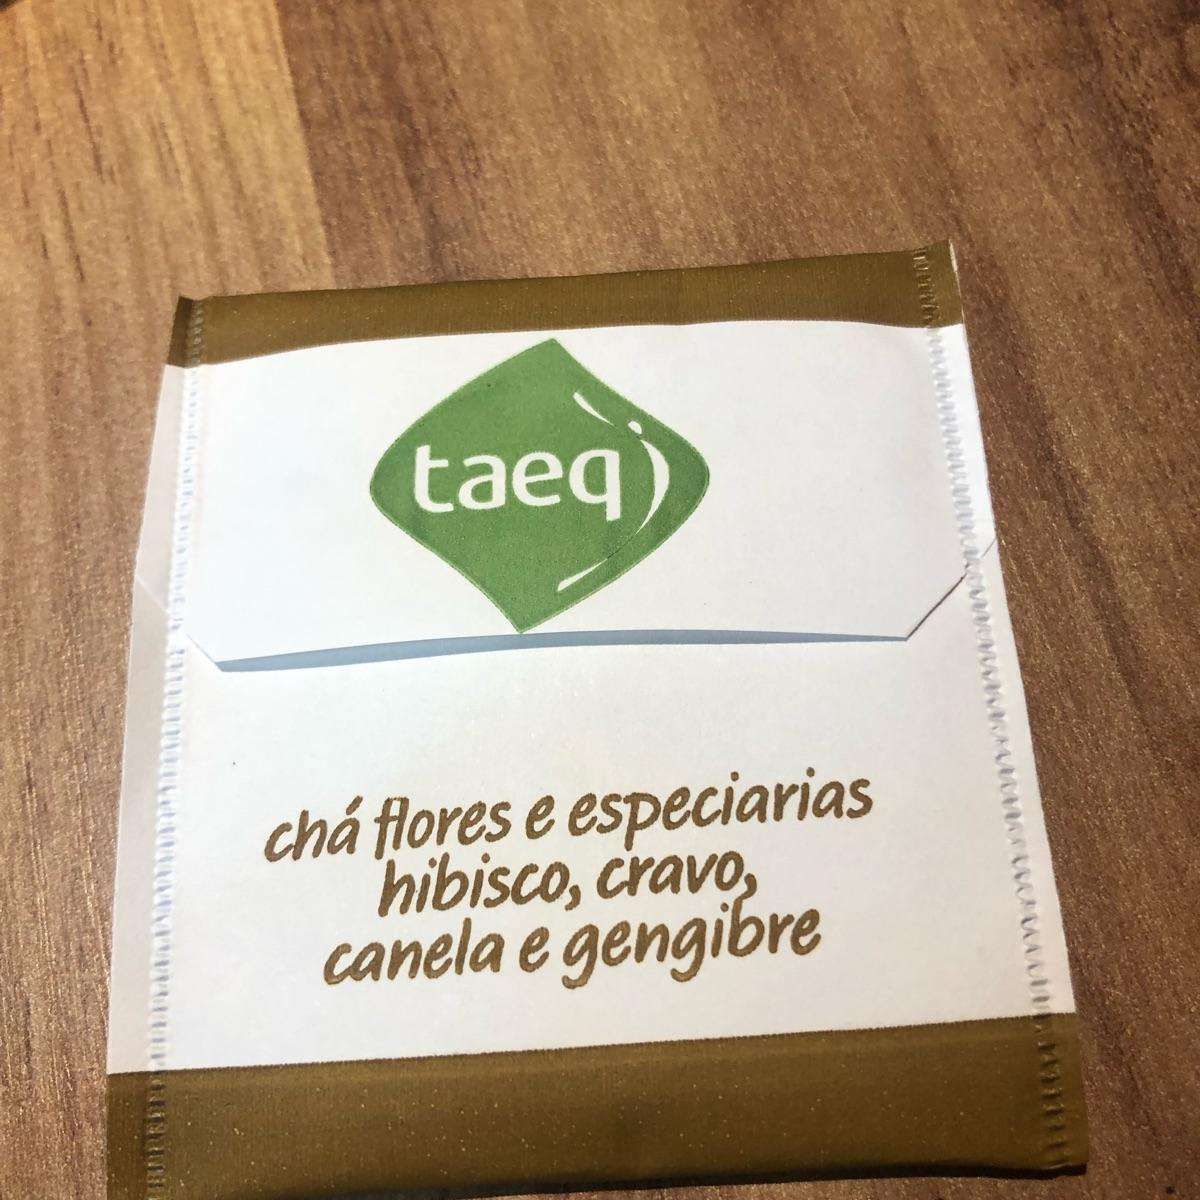 taeq
chá flores e especiarias
hibisco, cravo,
canela e gengibre